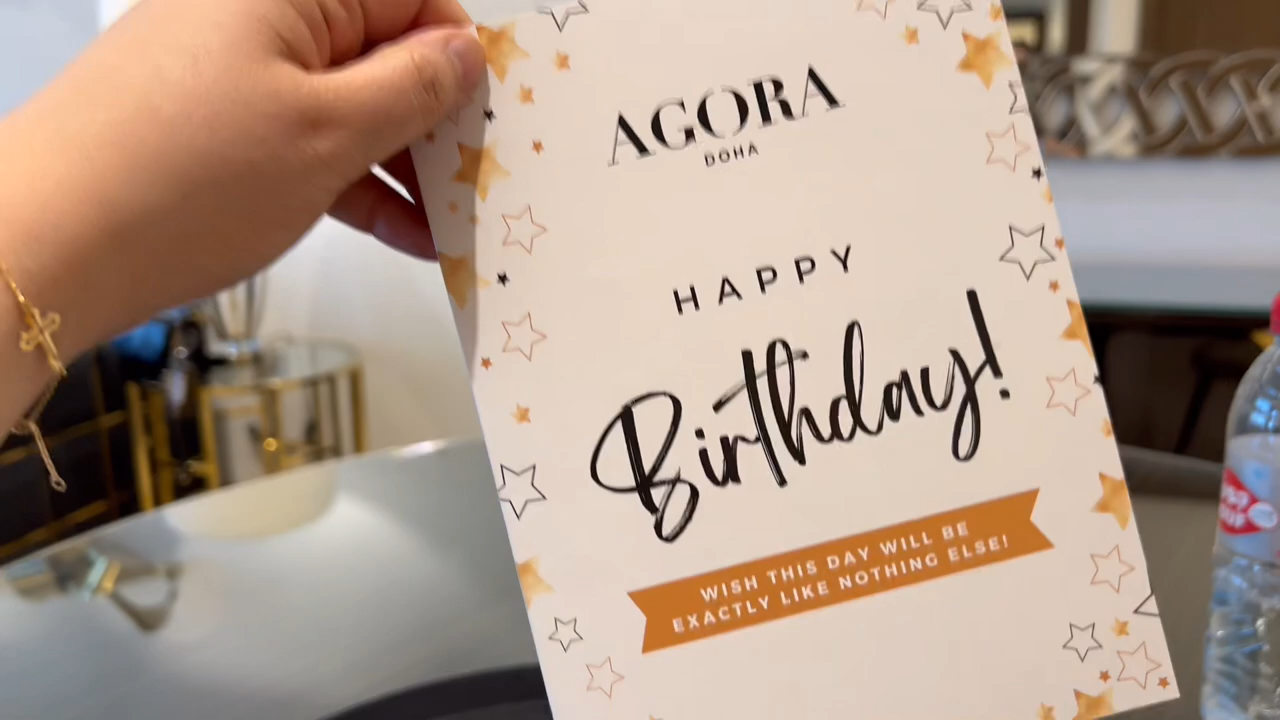 AGORA
DOHA
HAPPY
Birthday!
WISH THIS DAY WILL BE
EXACTLY LIKE NOTHING ELSE!